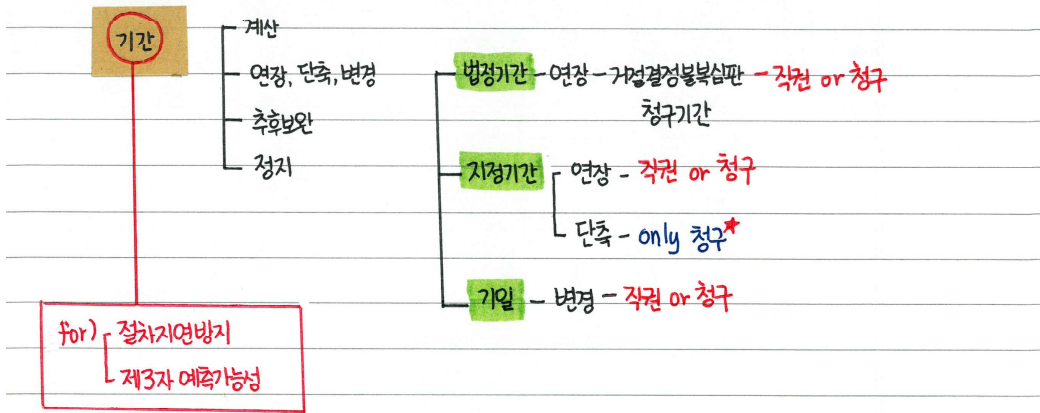 기간
계산
연장, 단축, 변경
추후보완
정지
법정기간 - 연장 - 거절결정불복심판 - 직권 or 청구
청구기간
지정기간 연장 - 직권 or 청구
단축 - only 청구★
기일 - 변경 - 직권 or 청구
for) 절차지연방지
제3자 예측가능성